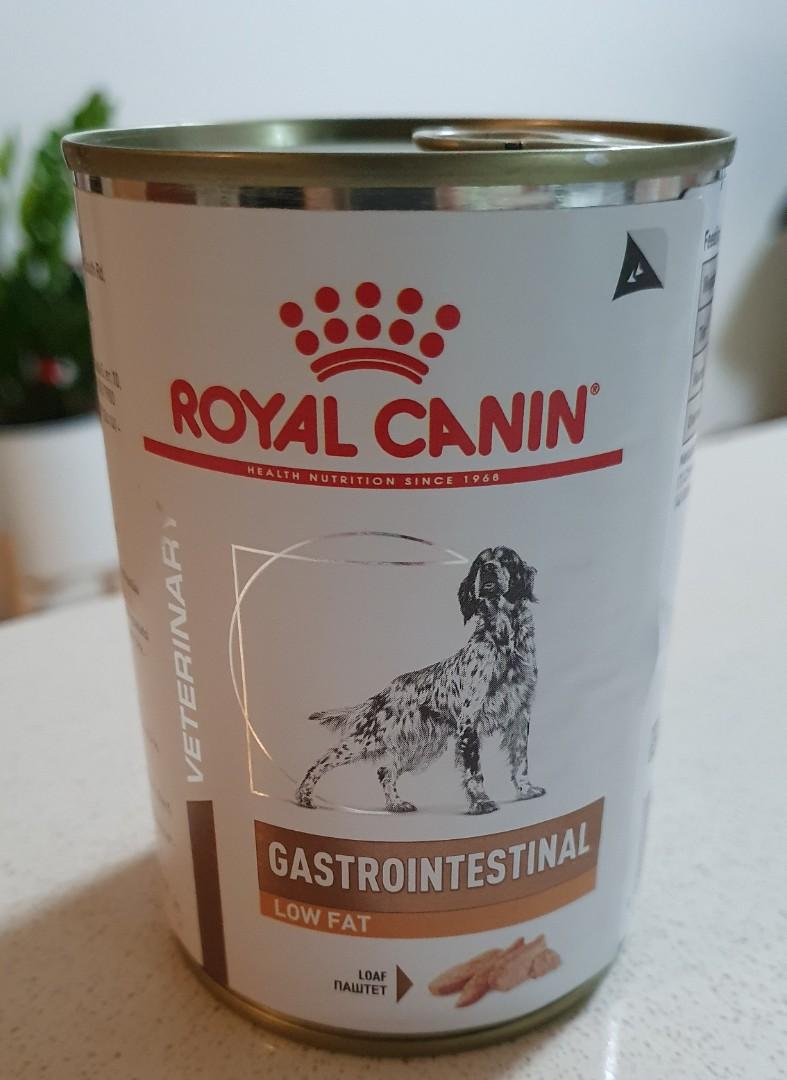 ROYAL CANIN®
HEALTH NUTRITION SINCE 1968
VETERINARY
GASTROINTESTINAL
LOW FAT
LOAF
ПАШТЕТ